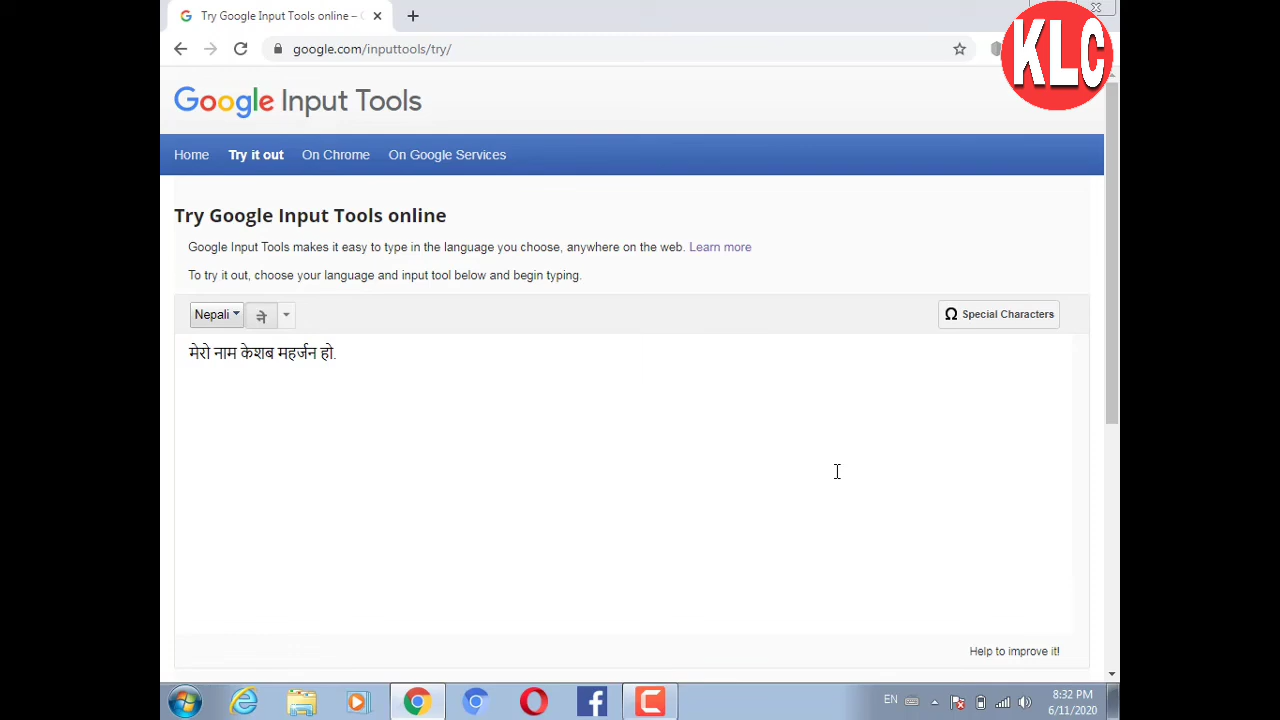 Try Google Input Tools online –
google.com/inputtools/try/
KLC
Google Input Tools
Home Try it out On Chrome On Google Services
Try Google Input Tools online
Google Input Tools makes it easy to type in the language you choose, anywhere on the web. Learn more
To try it out, choose your language and input tool below and begin typing.
Nepali ने Ω Special Characters
मेरो नाम केशब महर्जन हो.
Help to improve it!
EN 8:32 PM
6/11/2020